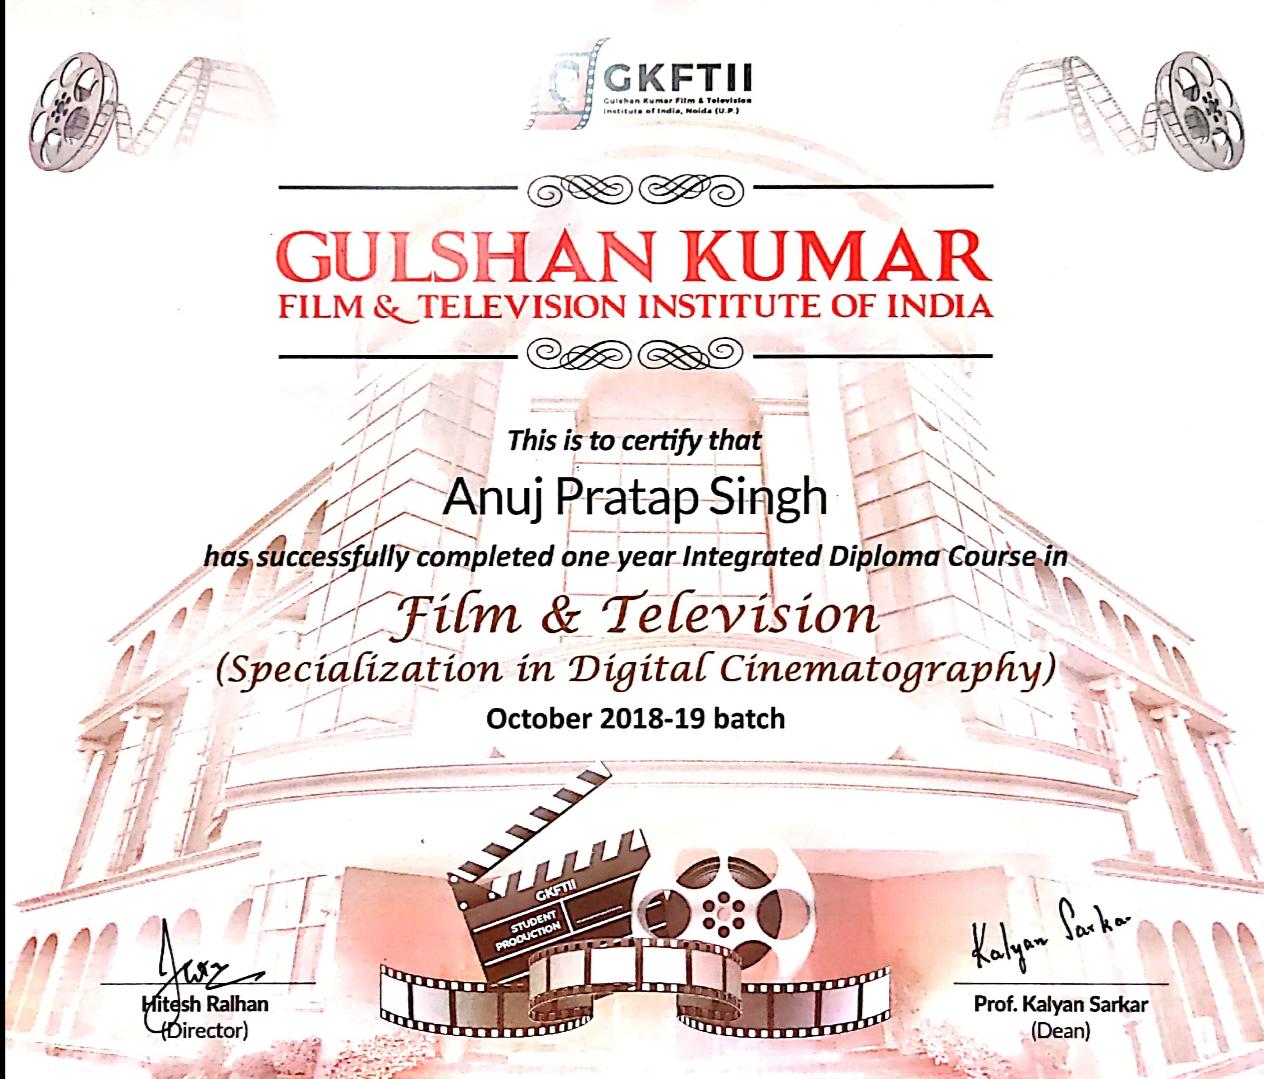 GKFTII
Gulshan Kumar Film & Television
Institute of India, Noida (U.P.)
GULSHAN KUMAR
FILM & TELEVISION INSTITUTE OF INDIA
This is to certify that
Anuj Pratap Singh
has successfully completed one year Integrated Diploma Course in
Film & Television
(Specialization in Digital Cinematography)
October 2018-19 batch
GKFTII
STUDENT
PRODUCTION
Kalyan Sarkar
Hitesh Ralhan
(Director)
Prof. Kalyan Sarkar
(Dean)